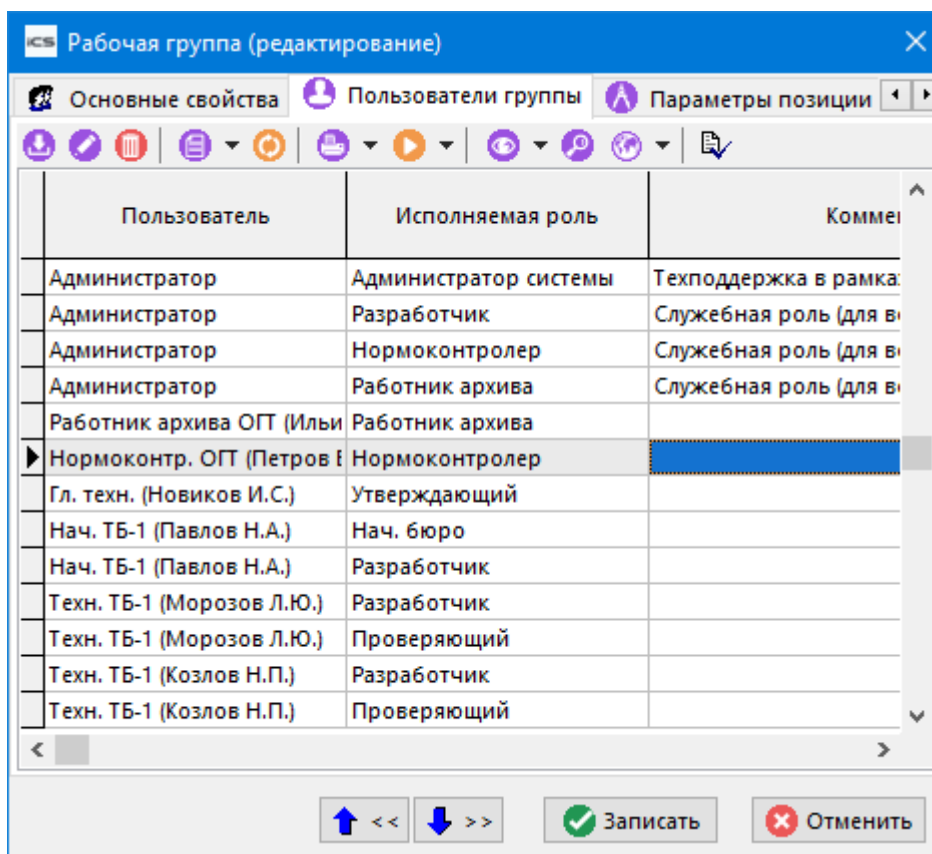 iCS Рабочая группа (редактирование)
Основные свойства Пользователи группы Параметры позиции
Пользователь Исполняемая роль Коммен
Администратор Администратор системы Техподдержка в рамках
Администратор Разработчик Служебная роль (для во
Администратор Нормоконтролер Служебная роль (для во
Администратор Работник архива Служебная роль (для во
Работник архива ОГТ (Ильи Работник архива
Нормоконтр. ОГТ (Петров В Нормоконтролер
Гл. техн. (Новиков И.С.) Утверждающий
Нач. ТБ-1 (Павлов Н.А.) Нач. бюро
Нач. ТБ-1 (Павлов Н.А.) Разработчик
Техн. ТБ-1 (Морозов Л.Ю.) Разработчик
Техн. ТБ-1 (Морозов Л.Ю.) Проверяющий
Техн. ТБ-1 (Козлов Н.П.) Разработчик
Техн. ТБ-1 (Козлов Н.П.) Проверяющий
<< >> Записать Отменить